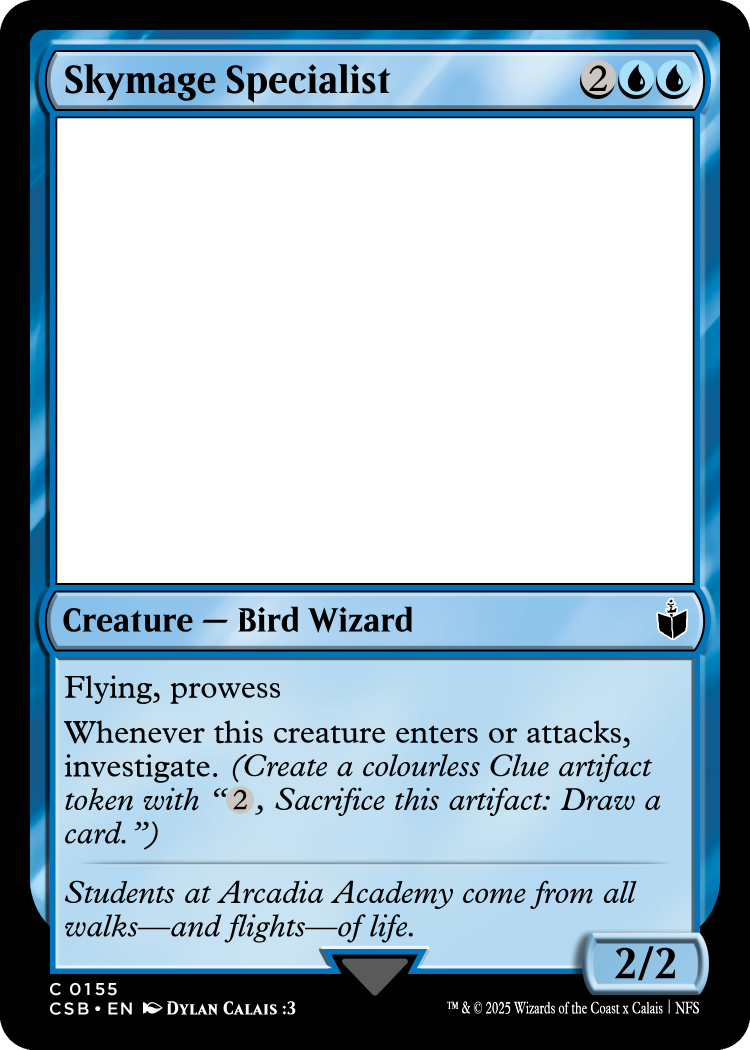 Skymage Specialist 2
Creature — Bird Wizard
Flying, prowess
Whenever this creature enters or attacks,
investigate. (Create a colourless Clue artifact
token with “2, Sacrifice this artifact: Draw a
card.”)
Students at Arcadia Academy come from all
walks—and flights—of life.
2/2
C 0155
CSB • EN DYLAN CALAIS :3
™ & © 2025 Wizards of the Coast x Calais | NFS